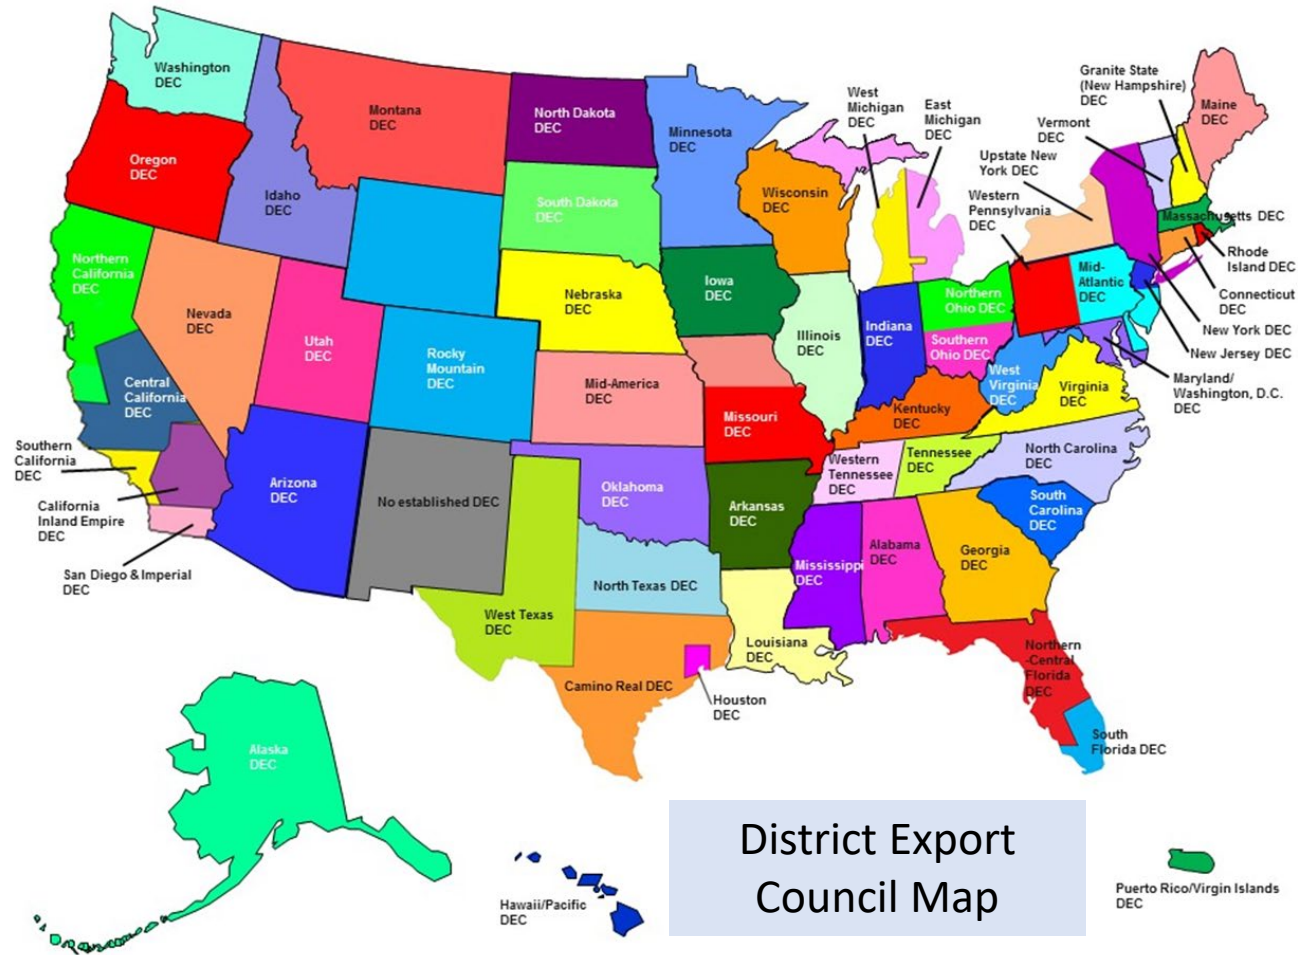 Washington
DEC
Oregon
DEC
Idaho
DEC
Montana
DEC
North Dakota
DEC
South Dakota
DEC
Minnesota
DEC
Wisconsin
DEC
West
Michigan
DEC
East
Michigan
DEC
Granite State
(New Hampshire)
DEC
Vermont
DEC
Maine
DEC
Upstate New
York DEC
Western
Pennsylvania
DEC
Massachusetts DEC
Rhode
Island DEC
Connecticut
DEC
New York DEC
New Jersey DEC
Maryland/
Washington, D.C.
DEC
Mid-
Atlantic
DEC
Northern
California
DEC
Nevada
DEC
Utah
DEC
Rocky
Mountain
DEC
Nebraska
DEC
Iowa
DEC
Illinois
DEC
Indiana
DEC
Northern
Ohio DEC
Southern
Ohio DEC
West
Virginia
DEC
Virginia
DEC
Central
California
DEC
Mid-America
DEC
Missouri
DEC
Kentucky
DEC
Southern
California
DEC
California
Inland Empire
DEC
San Diego & Imperial
DEC
Arizona
DEC
No established DEC
Oklahoma
DEC
Arkansas
DEC
Western
Tennessee
DEC
Tennessee
DEC
North Carolina
DEC
South
Carolina
DEC
Mississippi
DEC
Alabama
DEC
Georgia
DEC
West Texas
DEC
North Texas DEC
Louisiana
DEC
Camino Real DEC
Houston
DEC
Northern
-Central
Florida
DEC
South
Florida DEC
Alaska
DEC
Hawaii/Pacific
DEC
District Export
Council Map
Puerto Rico/Virgin Islands
DEC